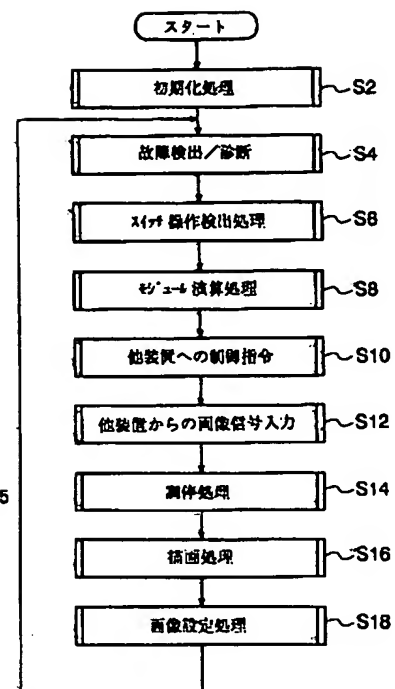 スタート
初期化処理 S2
故障検出/診断 S4
スイッチ操作検出処理 S6
モジュール演算処理 S8
他装置への制御指令 S10
他装置からの画像信号入力 S12
調停処理 S14
5
描画処理 S16
画像設定処理 S18